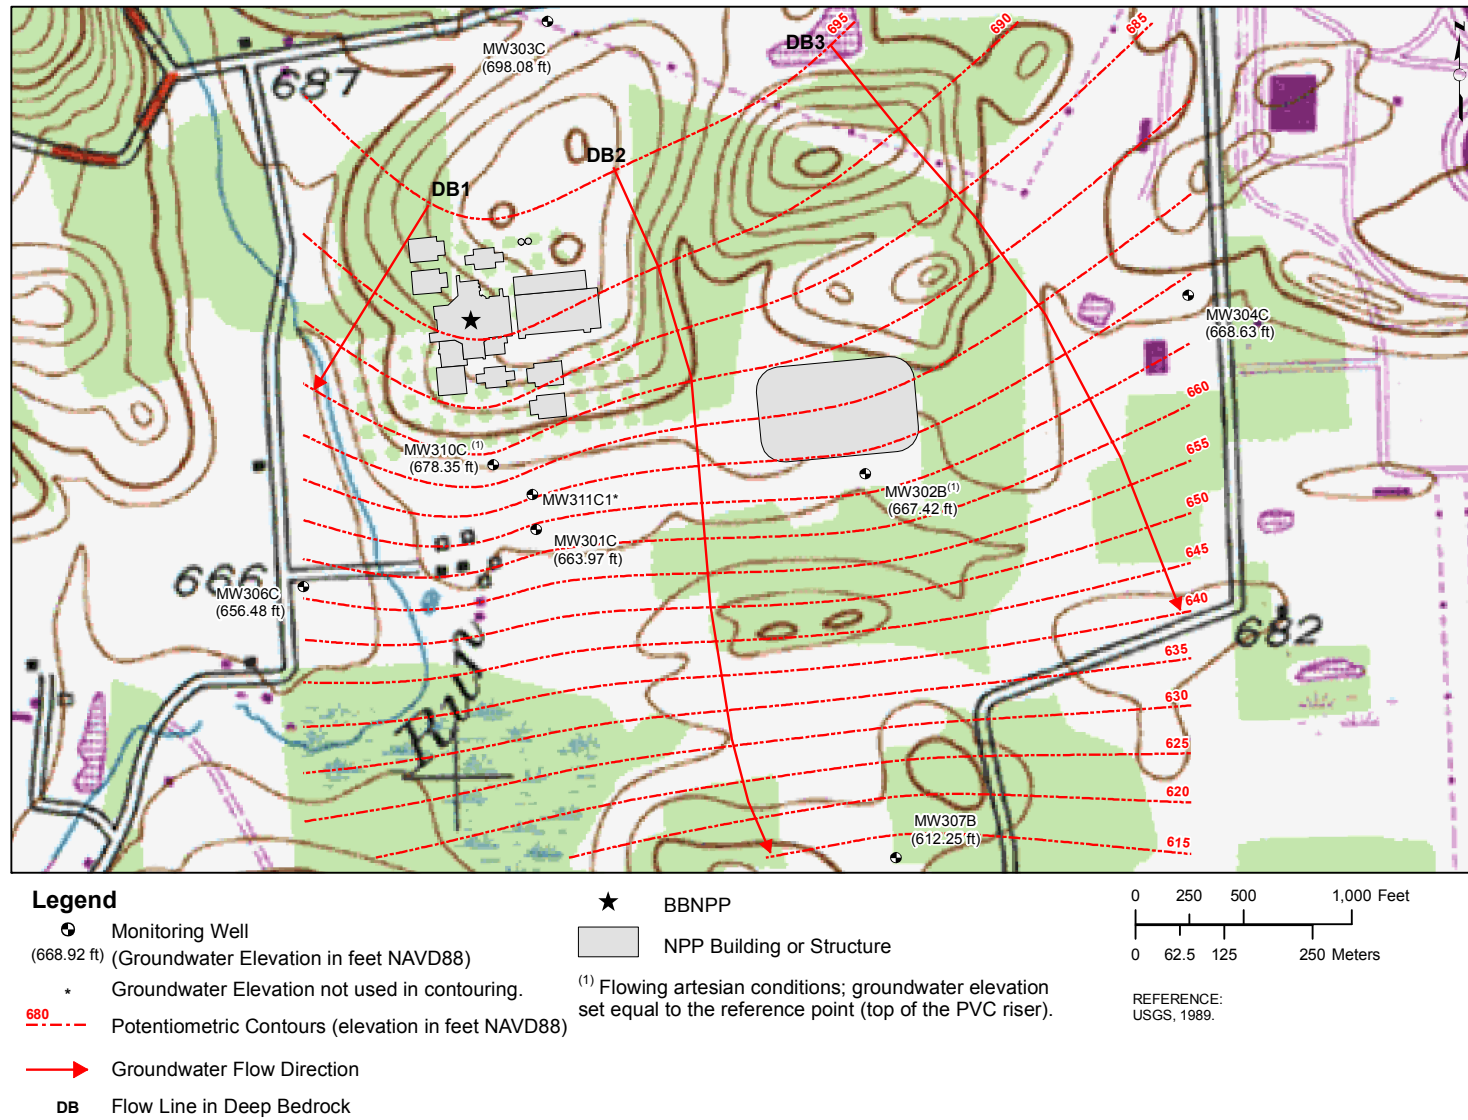 MW303C
(698.08 ft)
DB3
695
690
685
687
DB2
DB1
MW304C
(668.63 ft)
660
MW310C (1)
(678.35 ft)
MW311C1*
MW302B(1)
(667.42 ft)
655
650
MW301C
(663.97 ft)
645
666
MW306C
(656.48 ft)
640
682
635
Run
630
625
620
MW307B
(612.25 ft)
615
Legend
Monitoring Well
(668.92 ft) (Groundwater Elevation in feet NAVD88)
* Groundwater Elevation not used in contouring.
680
Potentiometric Contours (elevation in feet NAVD88)
Groundwater Flow Direction
DB Flow Line in Deep Bedrock
BBNPP
NPP Building or Structure
(1) Flowing artesian conditions; groundwater elevation
set equal to the reference point (top of the PVC riser).
0 250 500 1,000 Feet
0 62.5 125 250 Meters
REFERENCE:
USGS, 1989.